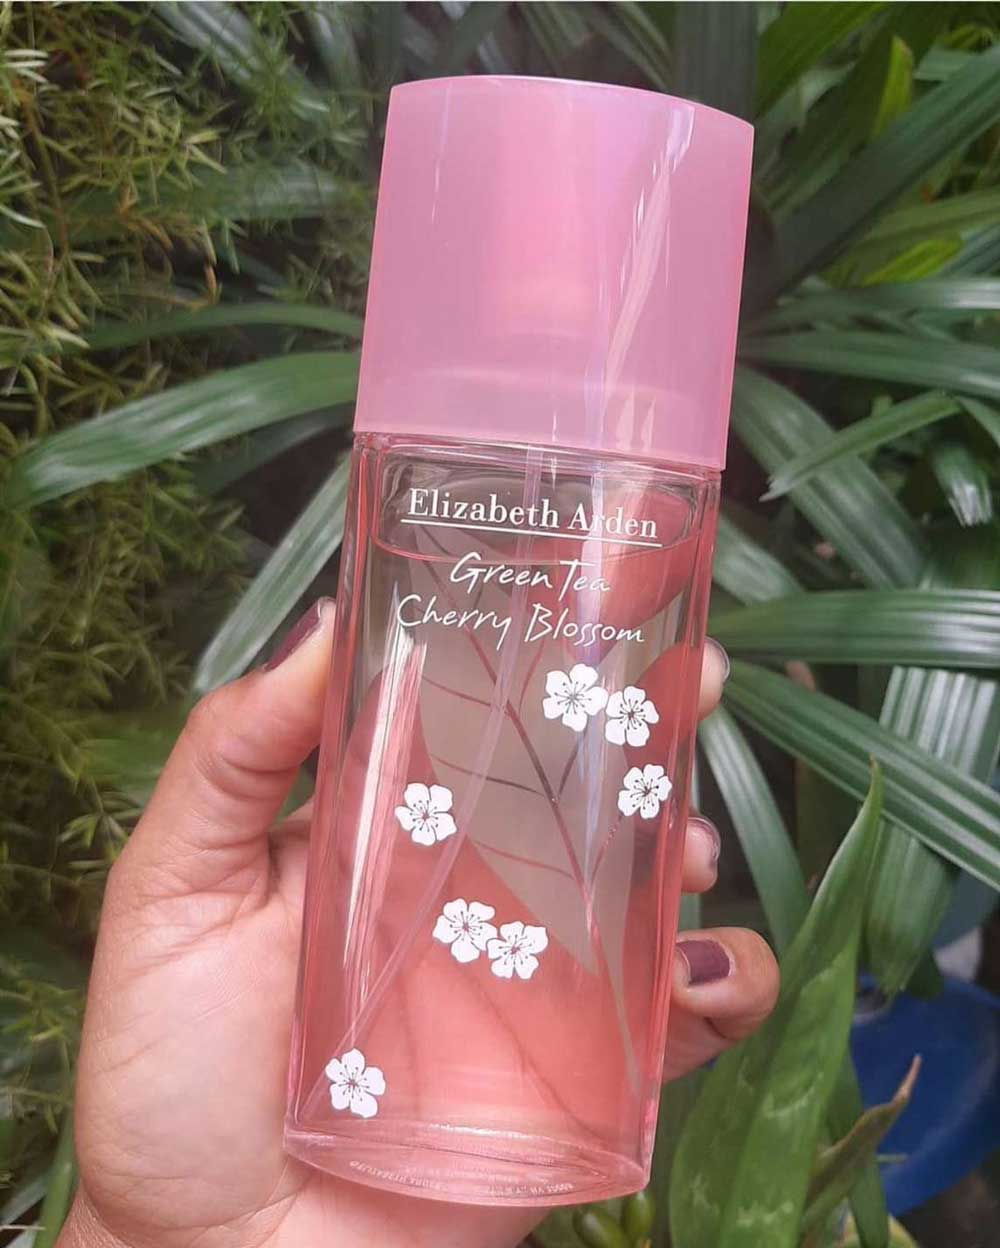 Elizabeth Arden
Green Tea
Cherry Blossom